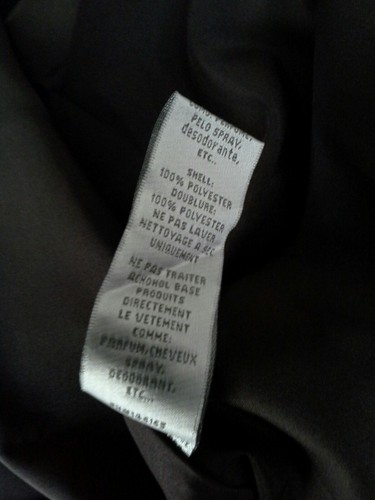 PELO SPRAY,
desodorante,
ETC..
SHELL:
100% POLYESTER
DOUBLURE:
100% POLYESTER
NE PAS LAVER
NETTOYAGE A SEC
UNIQUEMENT
NE PAS TRAITER
ALHOHOL BASE
PRODUITS
DIRECTEMENT
LE VETEMENT
COMME:
PARFUM,CHEVEUX
SPRAY,
DEODORANT,
ETC...